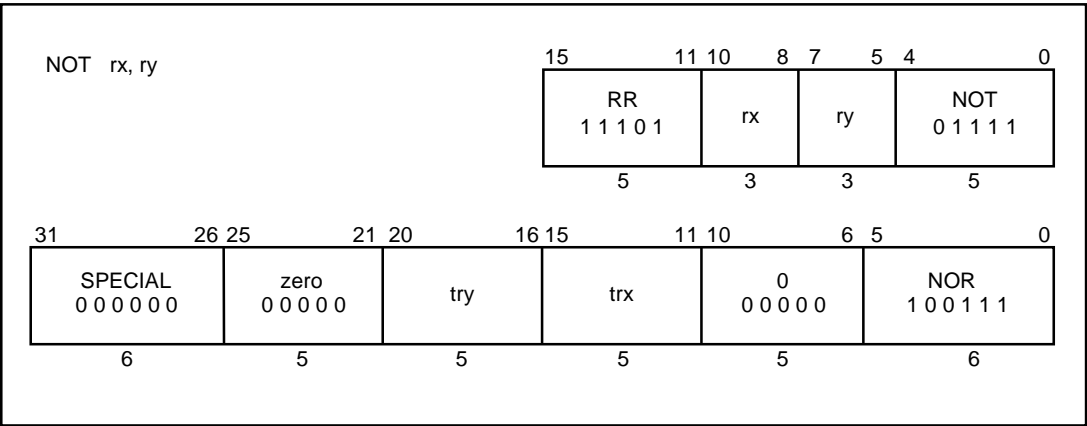 NOT rx, ry
15 11 10 8 7 5 4 0
RR rx ry NOT
1 1 1 0 1 0 1 1 1 1
5 3 3 5
31 26 25 21 20 16 15 11 10 6 5 0
SPECIAL zero try trx 0 NOR
0 0 0 0 0 0 0 0 0 0 0 0 0 0 0 0 1 0 0 1 1 1
6 5 5 5 5 6